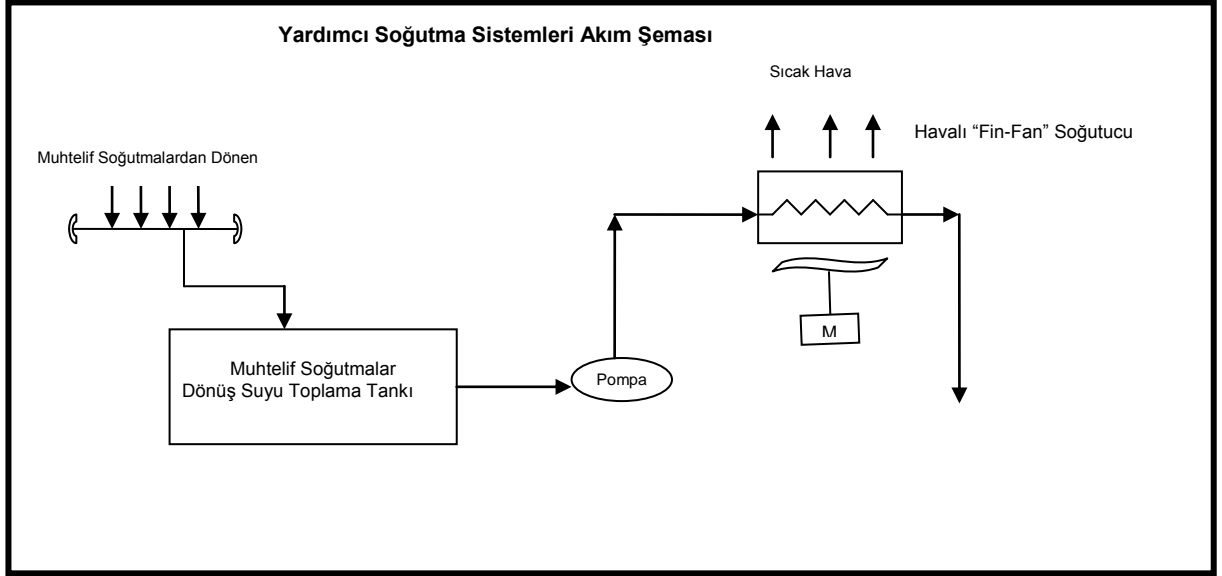 Yardımcı Soğutma Sistemleri Akım Şeması
Sıcak Hava
Havalı “Fin-Fan” Soğutucu
Muhtelif Soğutmalardan Dönen
M
Muhtelif Soğutmalar
Dönüş Suyu Toplama Tankı
Pompa